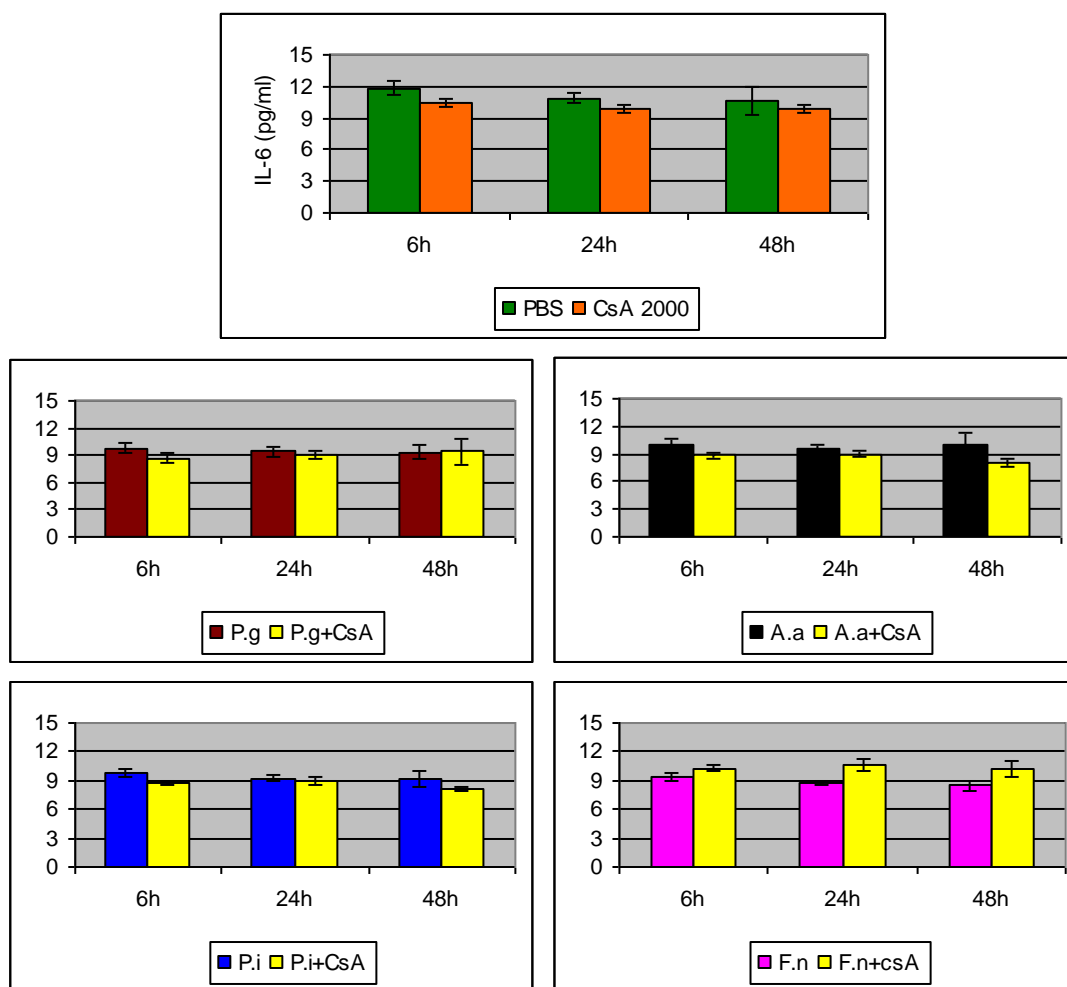 IL-6 (pg/ml)
15
12
9
6
3
0
6h 24h 48h
PBS CsA 2000
15
12
9
6
3
0
6h 24h 48h
P.g P.g+CsA
15
12
9
6
3
0
6h 24h 48h
A.a A.a+CsA
15
12
9
6
3
0
6h 24h 48h
P.i P.i+CsA
15
12
9
6
3
0
6h 24h 48h
F.n F.n+csA